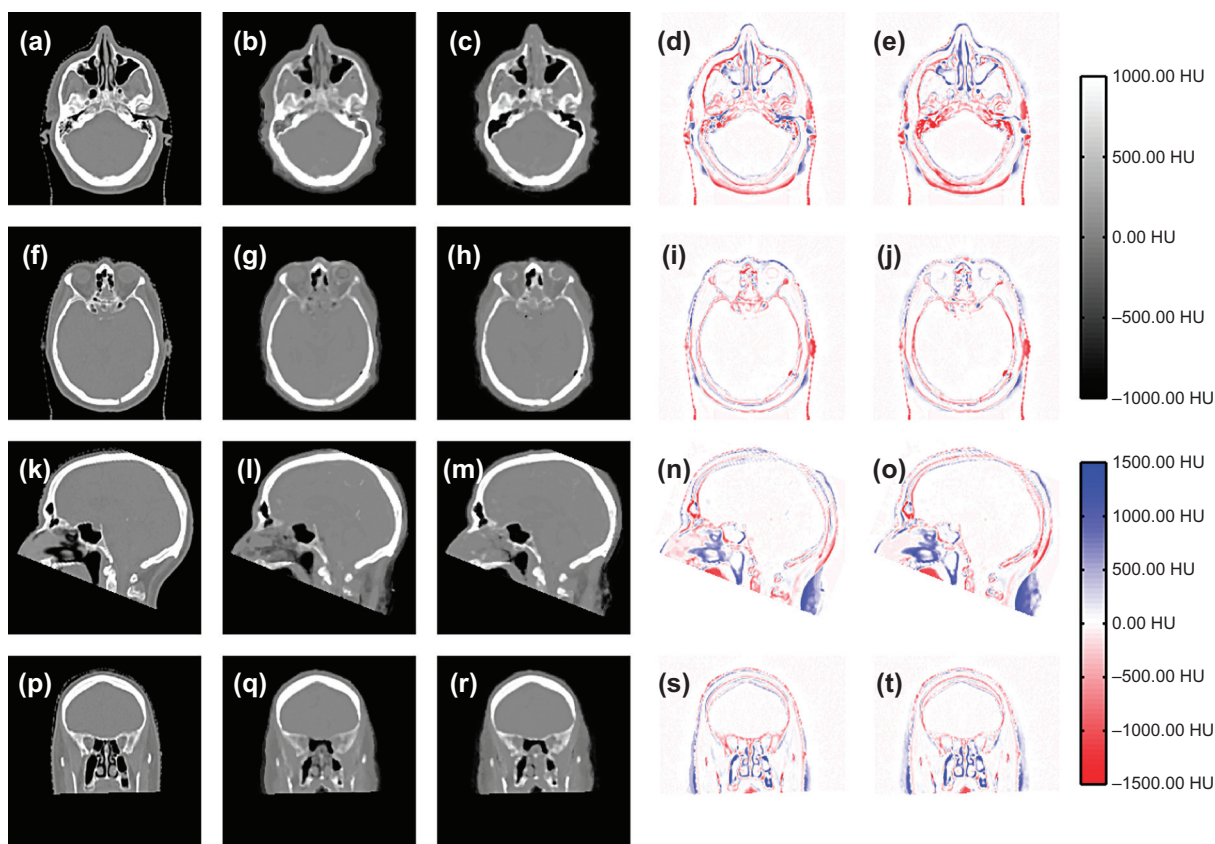 (a) (b) (c) (d) (e)
1000.00 HU
500.00 HU
0.00 HU
−500.00 HU
−1000.00 HU
(f) (g) (h) (i) (j)
(k) (l) (m) (n) (o)
1500.00 HU
1000.00 HU
500.00 HU
0.00 HU
−500.00 HU
−1000.00 HU
−1500.00 HU
(p) (q) (r) (s) (t)